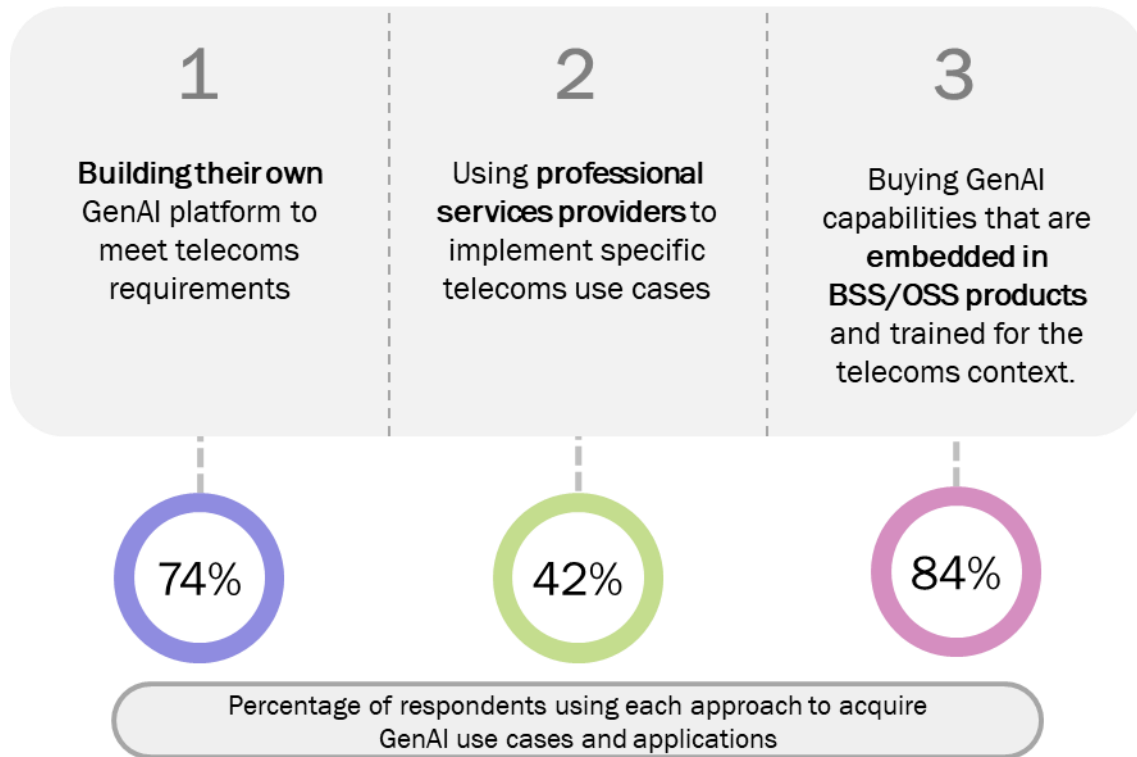 1
Building their own
GenAI platform to
meet telecoms
requirements
2
Using professional
services providers to
implement specific
telecoms use cases
3
Buying GenAI
capabilities that are
embedded in
BSS/OSS products
and trained for the
telecoms context.
74%
42%
84%
Percentage of respondents using each approach to acquire
GenAI use cases and applications